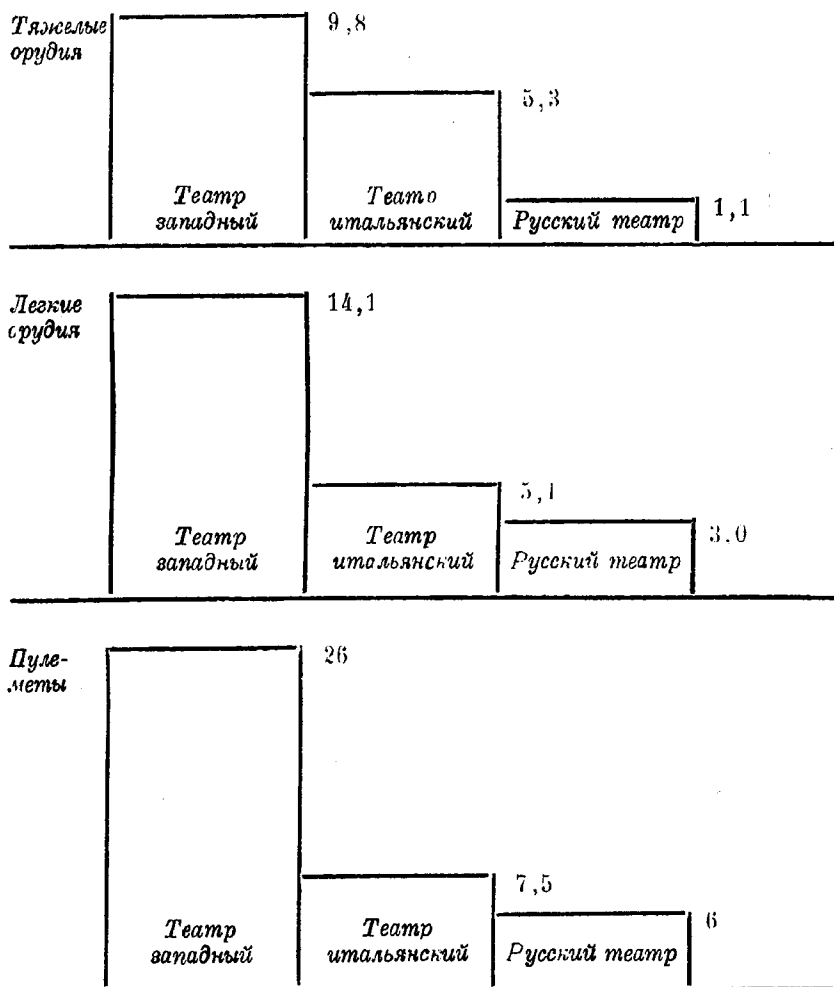 Тяжелые
орудия
9,8
5,3
1,1
Театр
западный
Теато
итальянский
Русский театр
Легкие
орудия
14,1
5,1
3.0
Театр
западный
Театр
итальянский
Русский театр
Пуле-
меты
26
7,5
6
Театр
западный
Театр
итальянский
Русский театр